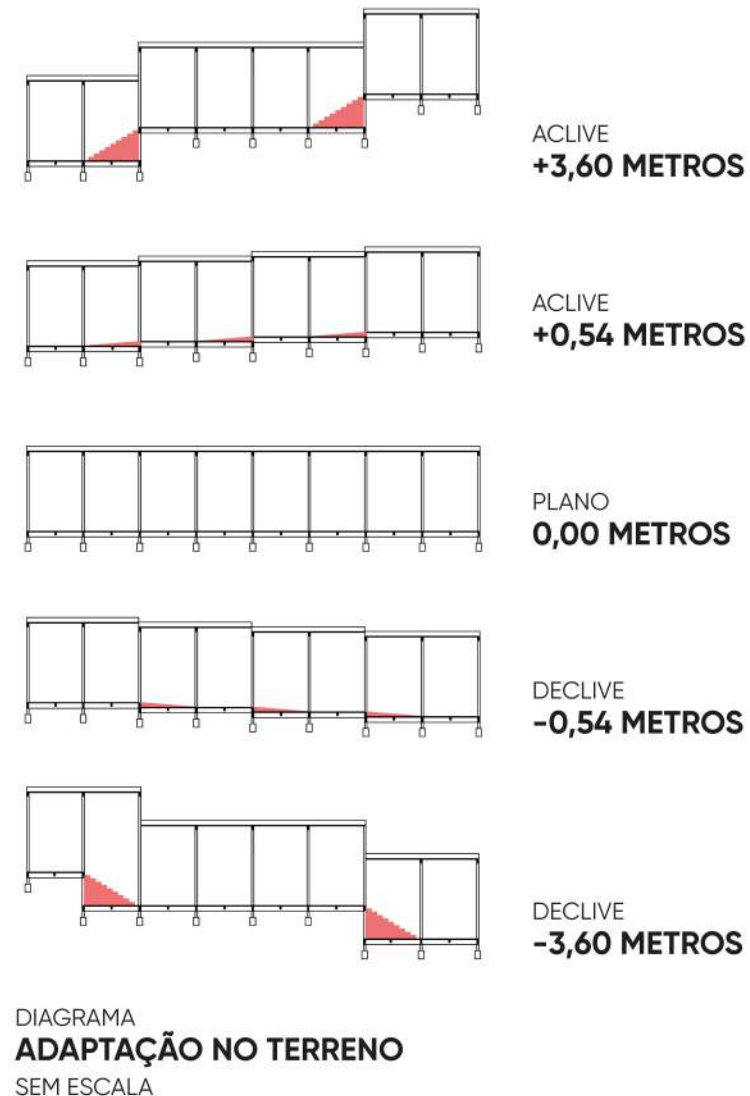 ACLIVE
+3,60 METROS
ACLIVE
+0,54 METROS
PLANO
0,00 METROS
DECLIVE
-0,54 METROS
DECLIVE
-3,60 METROS
DIAGRAMA
ADAPTAÇÃO NO TERRENO
SEM ESCALA